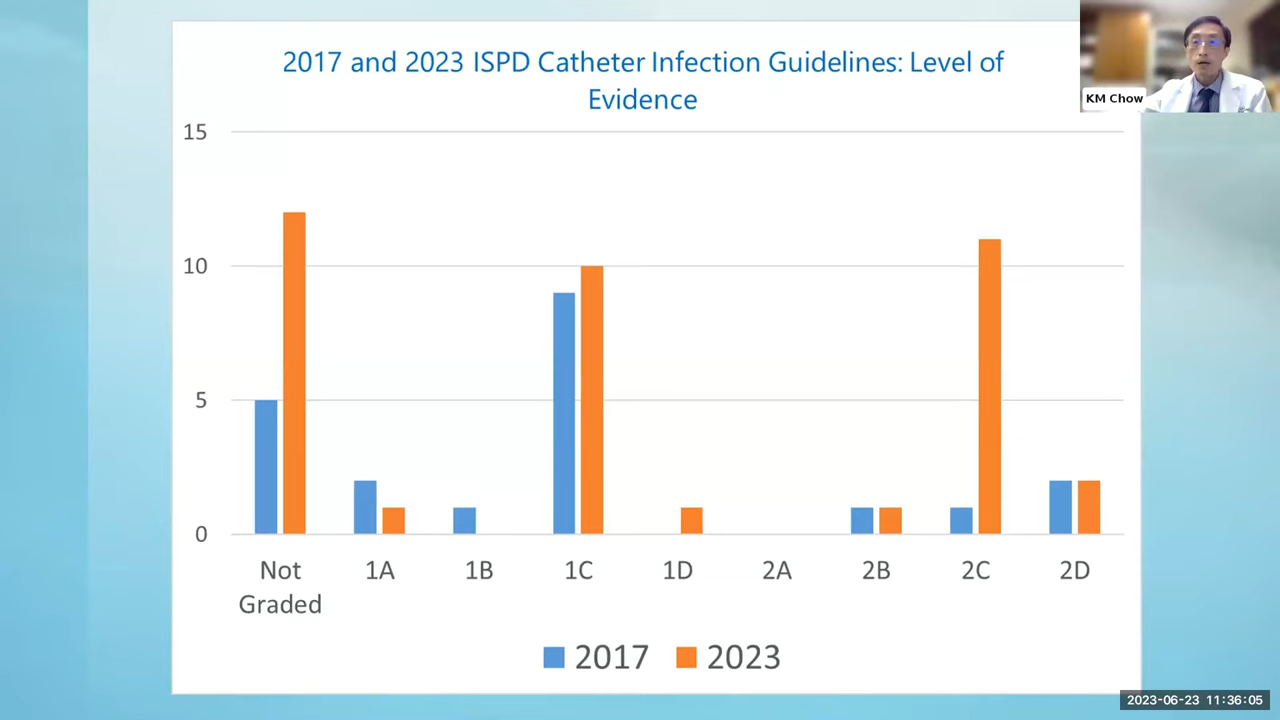 2017 and 2023 ISPD Catheter Infection Guidelines: Level of
Evidence
KM Chow
15
10
5
0
Not
Graded
1A
1B
1C
1D
2A
2B
2C
2D
2017
2023
2023-06-23 11:36:05